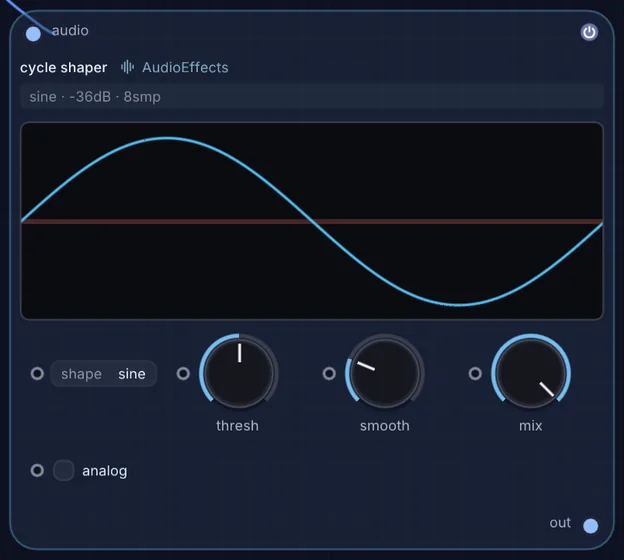 audio
cycle shaper AudioEffects
sine · -36dB · 8smp
shape sine
thresh smooth mix
analog
out